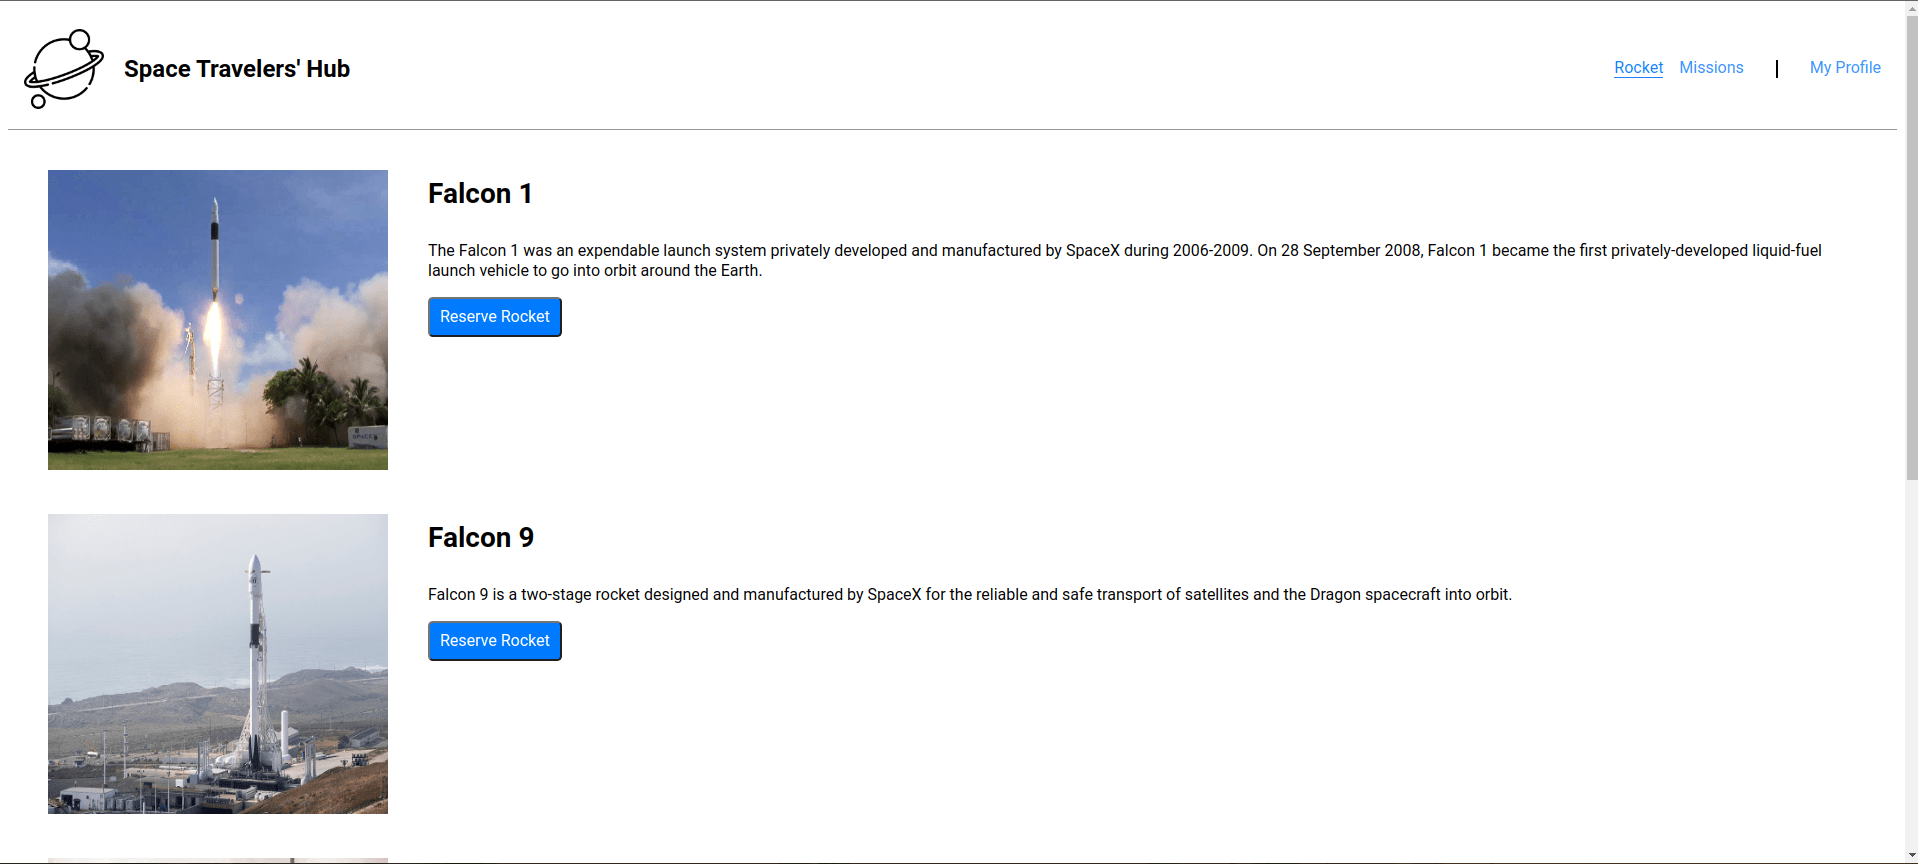 Space Travelers' Hub
Rocket Missions | My Profile
Falcon 1
The Falcon 1 was an expendable launch system privately developed and manufactured by SpaceX during 2006-2009. On 28 September 2008, Falcon 1 became the first privately-developed liquid-fuel
launch vehicle to go into orbit around the Earth.
Reserve Rocket
Falcon 9
Falcon 9 is a two-stage rocket designed and manufactured by SpaceX for the reliable and safe transport of satellites and the Dragon spacecraft into orbit.
Reserve Rocket